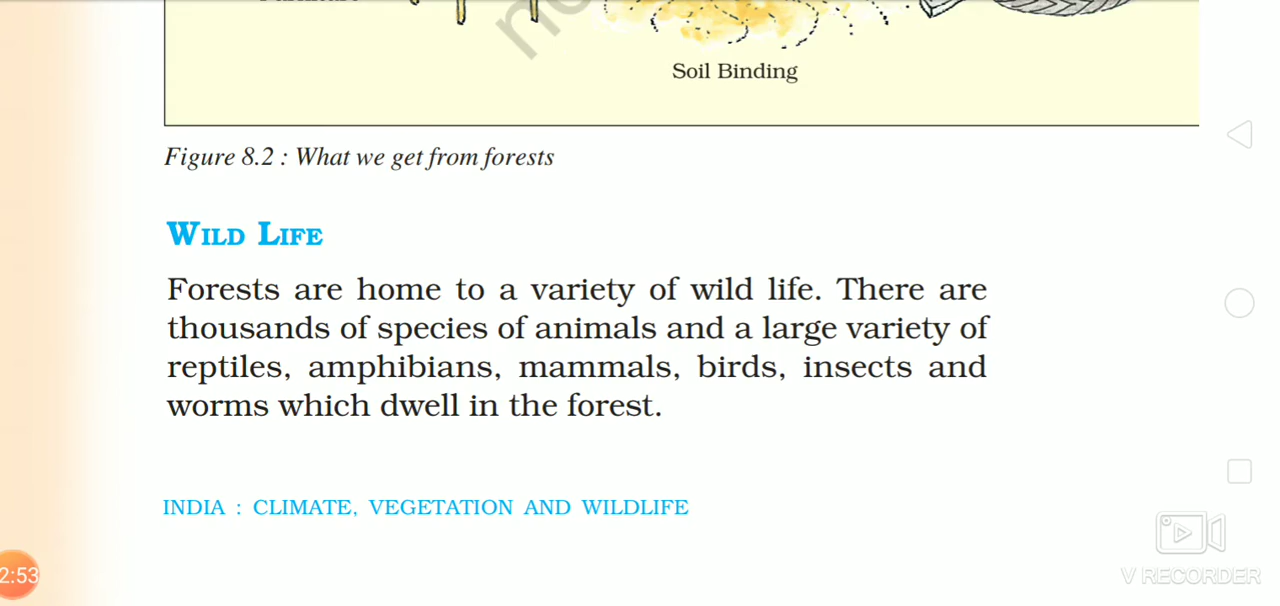 Soil Binding
Figure 8.2 : What we get from forests
WILD LIFE
Forests are home to a variety of wild life. There are
thousands of species of animals and a large variety of
reptiles, amphibians, mammals, birds, insects and
worms which dwell in the forest.
INDIA : CLIMATE, VEGETATION AND WILDLIFE
2:53
V RECORDER